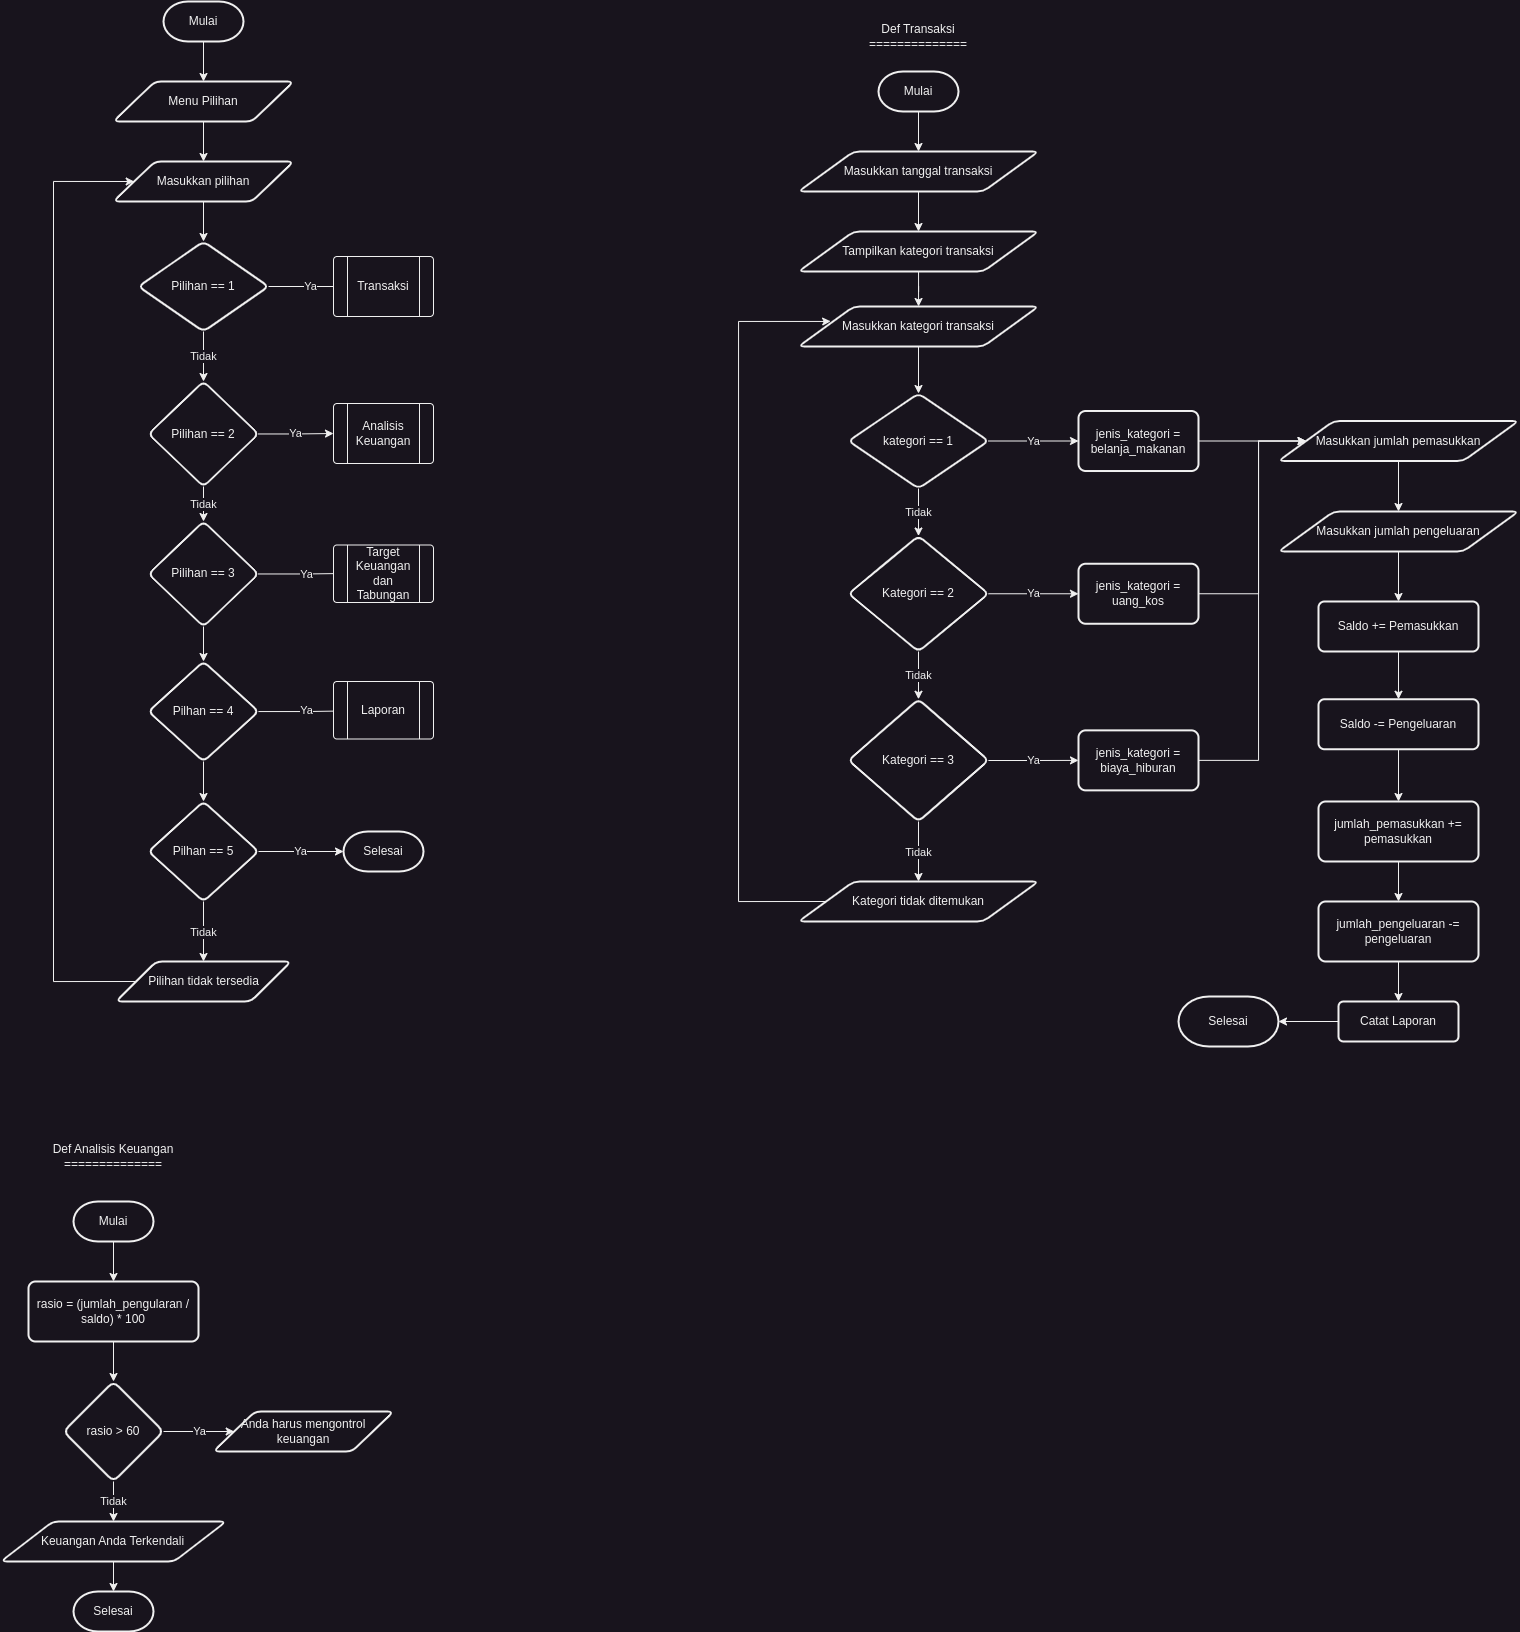 Mulai
Menu Pilihan
Masukkan pilihan
Pilihan == 1
Ya
Transaksi
Tidak
Pilihan == 2
Ya
Analisis
Keuangan
Tidak
Pilihan == 3
Ya
Target
Keuangan
dan
Tabungan
Pilhan == 4
Ya
Laporan
Pilhan == 5
Ya
Selesai
Tidak
Pilihan tidak tersedia
Def Transaksi
==============
Mulai
Masukkan tanggal transaksi
Tampilkan kategori transaksi
Masukkan kategori transaksi
kategori == 1
Ya
jenis_kategori =
belanja_makanan
Tidak
Kategori == 2
Ya
jenis_kategori =
uang_kos
Tidak
Kategori == 3
Ya
jenis_kategori =
biaya_hiburan
Tidak
Kategori tidak ditemukan
Masukkan jumlah pemasukkan
Masukkan jumlah pengeluaran
Saldo += Pemasukkan
Saldo -= Pengeluaran
jumlah_pemasukkan +=
pemasukkan
jumlah_pengeluaran -=
pengeluaran
Catat Laporan
Selesai
Def Analisis Keuangan
==============
Mulai
rasio = (jumlah_pengularan /
saldo) * 100
rasio > 60
Ya
Anda harus mengontrol
keuangan
Tidak
Keuangan Anda Terkendali
Selesai